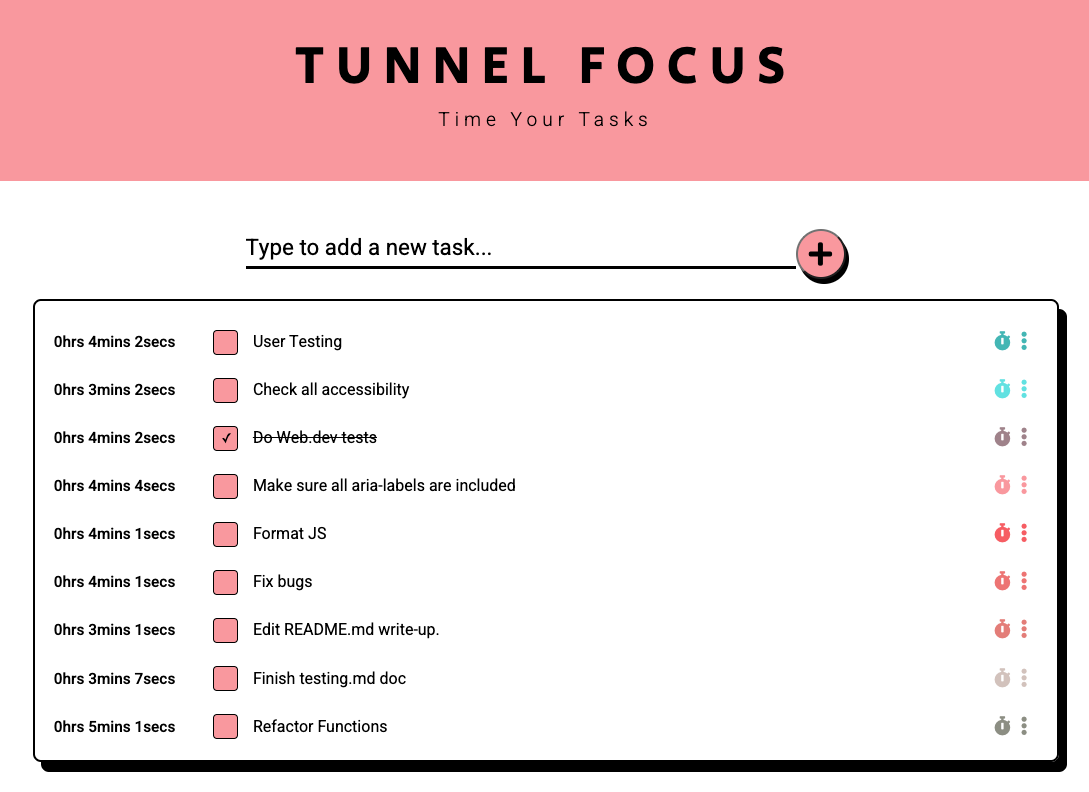 TUNNEL FOCUS
Time Your Tasks
Type to add a new task...
0hrs 4mins 2secs User Testing
0hrs 3mins 2secs Check all accessibility
0hrs 4mins 2secs ✓ Do Web.dev tests
0hrs 4mins 4secs Make sure all aria-labels are included
0hrs 4mins 1secs Format JS
0hrs 4mins 1secs Fix bugs
0hrs 3mins 1secs Edit README.md write-up.
0hrs 3mins 7secs Finish testing.md doc
0hrs 5mins 1secs Refactor Functions